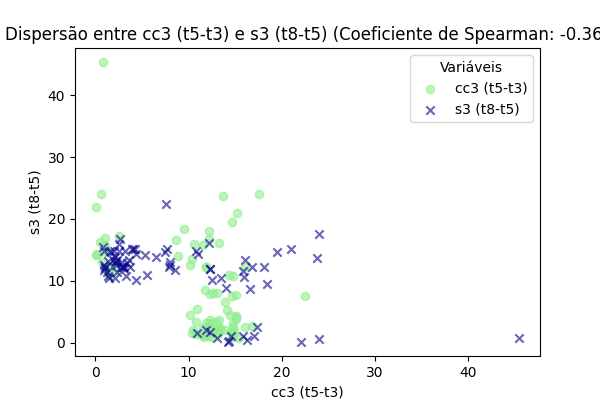 Dispersão entre cc3 (t5-t3) e s3 (t8-t5) (Coeficiente de Spearman: -0.36
Variáveis
cc3 (t5-t3)
s3 (t8-t5)
40
30
20
10
0
s3 (t8-t5)
0 10 20 30 40
cc3 (t5-t3)